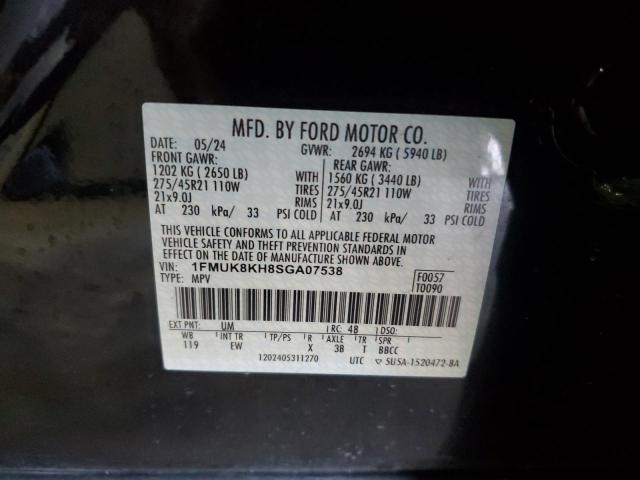 MFD. BY FORD MOTOR CO.
DATE: 05/24 GVWR: 2694 KG ( 5940 LB)
FRONT GAWR: REAR GAWR:
1202 KG ( 2650 LB) WITH 1560 KG ( 3440 LB) WITH
275/45R21 110W TIRES 275/45R21 110W TIRES
21x9.0J RIMS 21x9.0J RIMS
AT 230 kPa/ 33 PSI COLD AT 230 kPa/ 33 PSI COLD
THIS VEHICLE CONFORMS TO ALL APPLICABLE FEDERAL MOTOR
VEHICLE SAFETY AND THEFT PREVENTION STANDARDS IN
EFFECT ON THE DATE OF MANUFACTURE SHOWN ABOVE.
VIN: 1FMUK8KH8SGA07538 F0057
TYPE: MPV T0090
EXT PNT: UM RC: 48 DSO:
WB INT TR TP/PS R AXLE TR SPR
119 EW X 3B T BBCC
1202405311270 UTC ▽ SU5A-1520472-BA